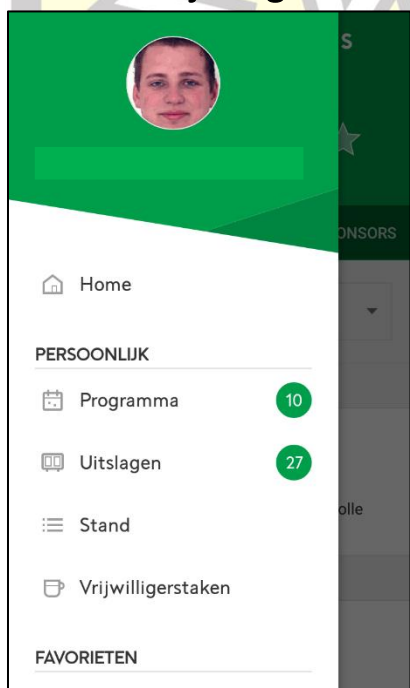 S
ONSORS
Home
PERSOONLIJK
Programma 10
Uitslagen 27
olle
Stand
Vrijwilligerstaken
FAVORIETEN